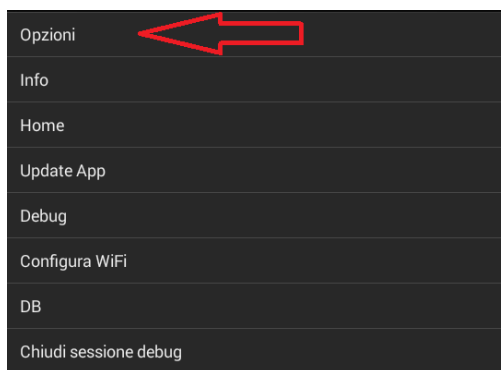 Opzioni
Info
Home
Update App
Debug
Configura WiFi
DB
Chiudi sessione debug